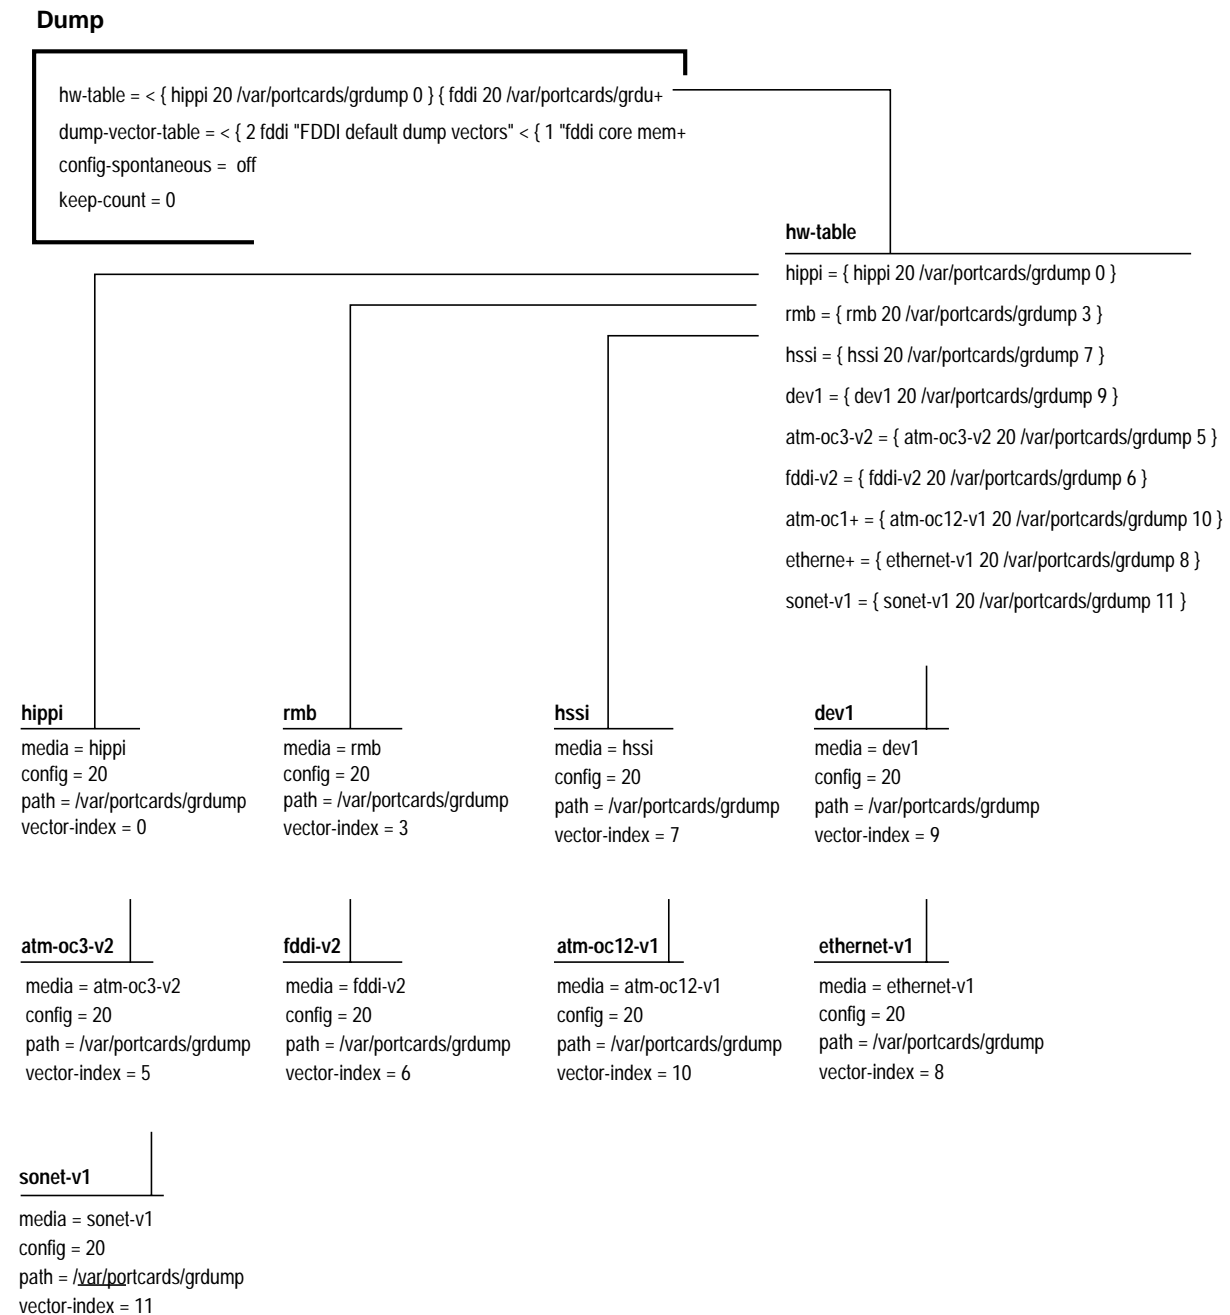 Dump
hw-table = < { hippi 20 /var/portcards/grdump 0 } { fddi 20 /var/portcards/grdu+
dump-vector-table = < { 2 fddi "FDDI default dump vectors" < { 1 "fddi core mem+
config-spontaneous =  off
keep-count = 0
hw-table
hippi = { hippi 20 /var/portcards/grdump 0 }
rmb = { rmb 20 /var/portcards/grdump 3 }
hssi = { hssi 20 /var/portcards/grdump 7 }
dev1 = { dev1 20 /var/portcards/grdump 9 }
atm-oc3-v2 = { atm-oc3-v2 20 /var/portcards/grdump 5 }
fddi-v2 = { fddi-v2 20 /var/portcards/grdump 6 }
atm-oc1+ = { atm-oc12-v1 20 /var/portcards/grdump 10 }
etherne+ = { ethernet-v1 20 /var/portcards/grdump 8 }
sonet-v1 = { sonet-v1 20 /var/portcards/grdump 11 }
hippi
media = hippi
config = 20
path = /var/portcards/grdump
vector-index = 0
rmb
media = rmb
config = 20
path = /var/portcards/grdump
vector-index = 3
hssi
media = hssi
config = 20
path = /var/portcards/grdump
vector-index = 7
dev1
media = dev1
config = 20
path = /var/portcards/grdump
vector-index = 9
atm-oc3-v2
media = atm-oc3-v2
config = 20
path = /var/portcards/grdump
vector-index = 5
fddi-v2
media = fddi-v2
config = 20
path = /var/portcards/grdump
vector-index = 6
atm-oc12-v1
media = atm-oc12-v1
config = 20
path = /var/portcards/grdump
vector-index = 10
ethernet-v1
media = ethernet-v1
config = 20
path = /var/portcards/grdump
vector-index = 8
sonet-v1
media = sonet-v1
config = 20
path = /var/portcards/grdump
vector-index = 11